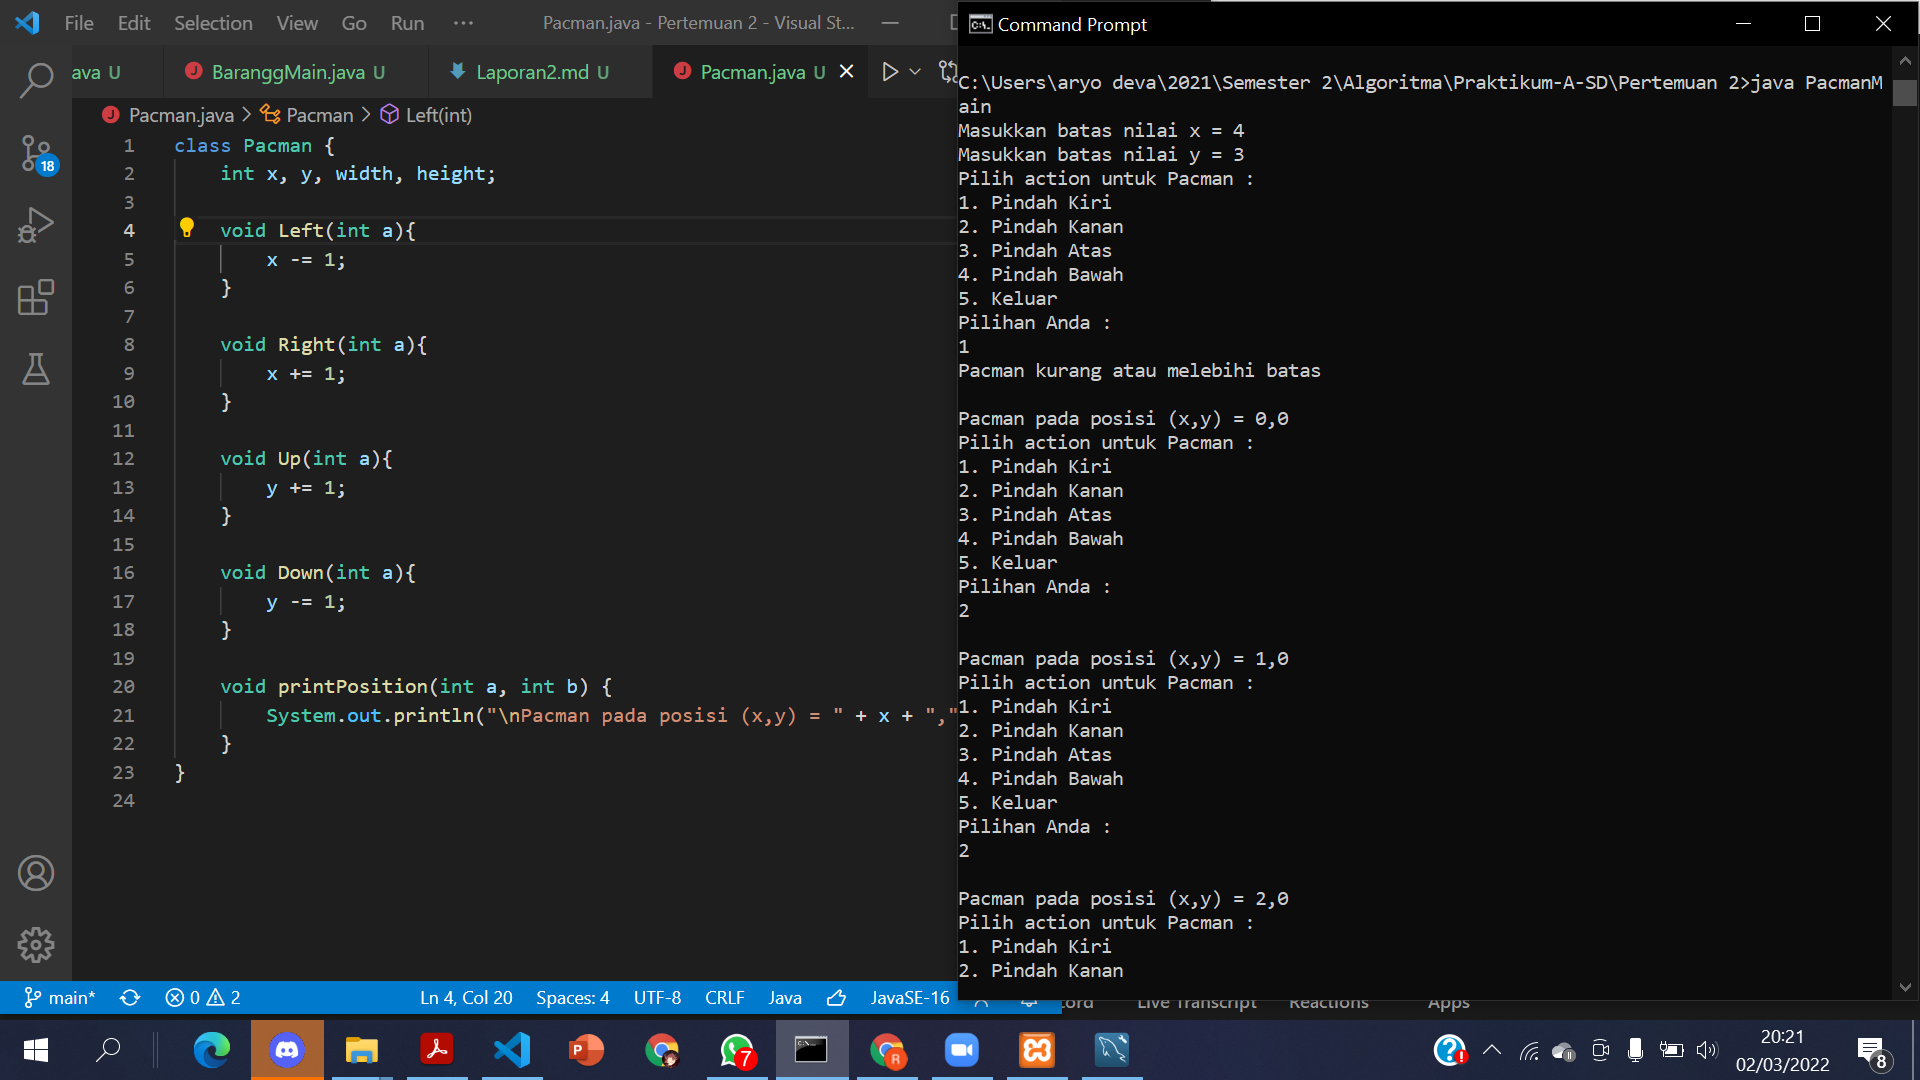 File Edit Selection View Go Run ··· Pacman.java - Pertemuan 2 - Visual St...
ava U BaranggMain.java U Laporan2.md U Pacman.java U
Pacman.java > Pacman > Left(int)
1 class Pacman {
2 int x, y, width, height;
3
4 void Left(int a){
5 x -= 1;
6 }
7
8 void Right(int a){
9 x += 1;
10 }
11
12 void Up(int a){
13 y += 1;
14 }
15
16 void Down(int a){
17 y -= 1;
18 }
19
20 void printPosition(int a, int b) {
21 System.out.println("\nPacman pada posisi (x,y) = " + x + ","
22 }
23 }
24
18
main* 0 2 Ln 4, Col 20 Spaces: 4 UTF-8 CRLF Java JavaSE-16
Command Prompt
C:\Users\aryo deva\2021\Semester 2\Algoritma\Praktikum-A-SD\Pertemuan 2>java PacmanM
ain
Masukkan batas nilai x = 4
Masukkan batas nilai y = 3
Pilih action untuk Pacman :
1. Pindah Kiri
2. Pindah Kanan
3. Pindah Atas
4. Pindah Bawah
5. Keluar
Pilihan Anda :
1
Pacman kurang atau melebihi batas

Pacman pada posisi (x,y) = 0,0
Pilih action untuk Pacman :
1. Pindah Kiri
2. Pindah Kanan
3. Pindah Atas
4. Pindah Bawah
5. Keluar
Pilihan Anda :
2

Pacman pada posisi (x,y) = 1,0
Pilih action untuk Pacman :
1. Pindah Kiri
2. Pindah Kanan
3. Pindah Atas
4. Pindah Bawah
5. Keluar
Pilihan Anda :
2

Pacman pada posisi (x,y) = 2,0
Pilih action untuk Pacman :
1. Pindah Kiri
2. Pindah Kanan
cord Live Transcript Reactions Apps
7 R 20:21
02/03/2022 8